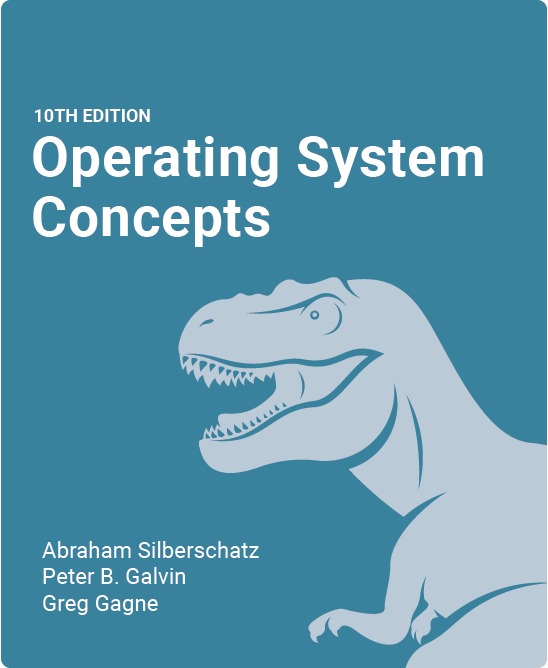 10TH EDITION
Operating System
Concepts
Abraham Silberschatz
Peter B. Galvin
Greg Gagne